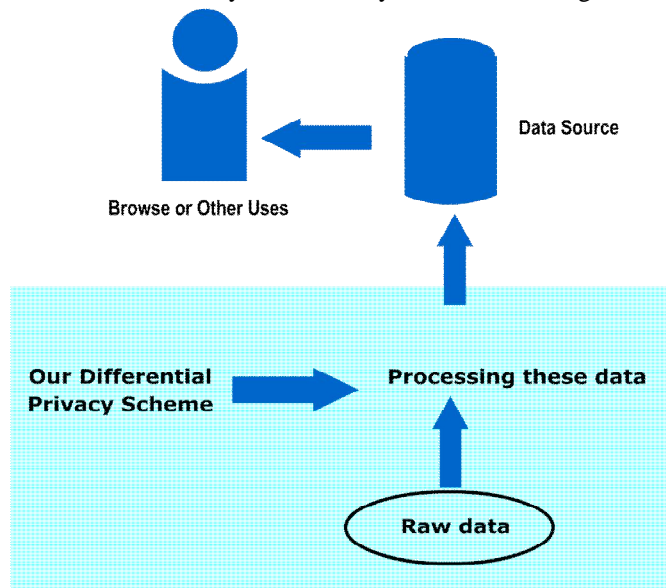 Data Source
Browse or Other Uses
Our Differential
Privacy Scheme
Processing these data
Raw data